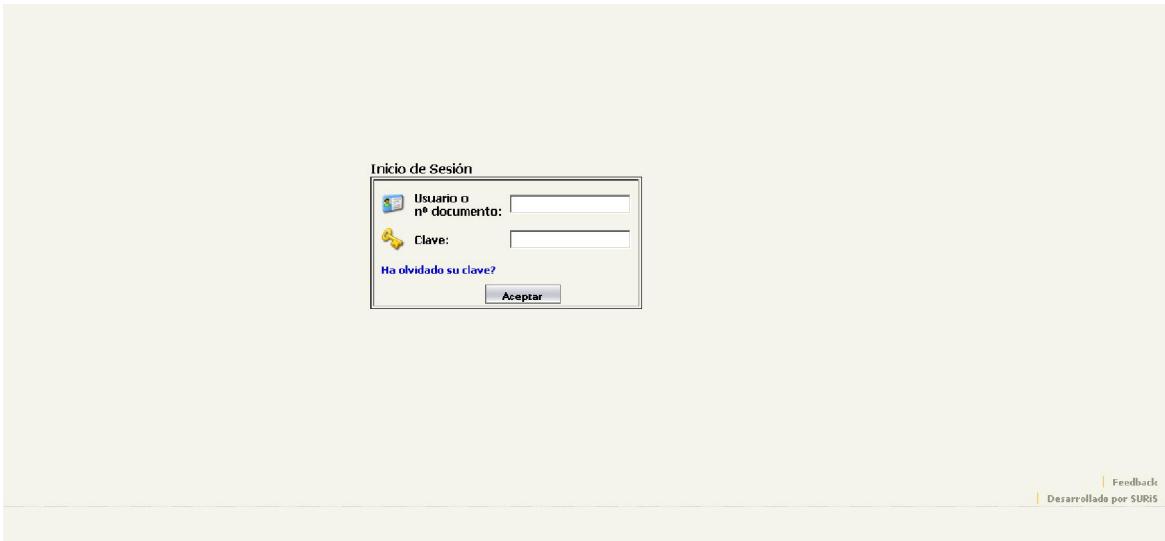 Inicio de Sesión
Usuario o
nº documento:
Clave:
Ha olvidado su clave?
Aceptar
Feedback
Desarrollado por SURiS